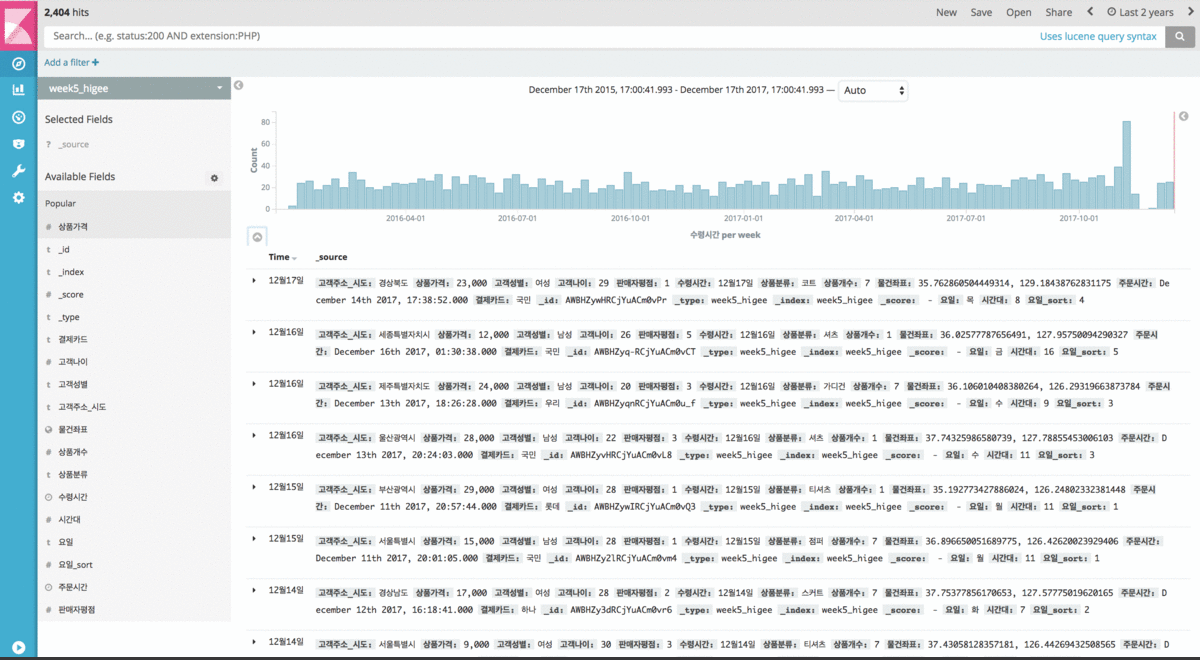 2,404 hits
New Save Open Share Last 2 years
Search... (e.g. status:200 AND extension:PHP)
Uses lucene query syntax
Add a filter +
week5_higee
Selected Fields
? _source
Available Fields
Popular
# 상품가격
t _id
t _index
# _score
t _type
t 결제카드
# 고객나이
t 고객성별
t 고객주소_시도
물건좌표
# 상품개수
t 상품분류
수령시간
# 시간대
t 요일
# 요일_sort
주문시간
# 판매자평점
December 17th 2015, 17:00:41.993 - December 17th 2017, 17:00:41.993 — Auto
Count
80
60
40
20
0
2016-04-01 2016-07-01 2016-10-01 2017-01-01 2017-04-01 2017-07-01 2017-10-01
수령시간 per week
Time _source
12월17일 고객주소_시도: 경상북도 상품가격: 23,000 고객성별: 여성 고객나이: 29 판매자평점: 1 수령시간: 12월17일 상품분류: 코트 상품개수: 7 물건좌표: 35.762860504449314, 129.18438762831175 주문시간: De
cember 14th 2017, 17:38:52.000 결제카드: 국민 _id: AWBHZywHRCjYuACm0vPr _type: week5_higee _index: week5_higee _score: - 요일: 목 시간대: 8 요일_sort: 4
12월16일 고객주소_시도: 세종특별자치시 상품가격: 12,000 고객성별: 남성 고객나이: 26 판매자평점: 5 수령시간: 12월16일 상품분류: 셔츠 상품개수: 1 물건좌표: 36.02577787656491, 127.95750094290327 주문시
간: December 16th 2017, 01:30:38.000 결제카드: 국민 _id: AWBHZyq-RCjYuACm0vCT _type: week5_higee _index: week5_higee _score: - 요일: 금 시간대: 16 요일_sort: 5
12월16일 고객주소_시도: 제주특별자치도 상품가격: 24,000 고객성별: 남성 고객나이: 20 판매자평점: 3 수령시간: 12월16일 상품분류: 가디건 상품개수: 7 물건좌표: 36.106010408380264, 126.29319663873784 주문시
간: December 13th 2017, 18:26:28.000 결제카드: 우리 _id: AWBHZyqnRCjYuACm0u_f _type: week5_higee _index: week5_higee _score: - 요일: 수 시간대: 9 요일_sort: 3
12월16일 고객주소_시도: 울산광역시 상품가격: 28,000 고객성별: 남성 고객나이: 22 판매자평점: 3 수령시간: 12월16일 상품분류: 셔츠 상품개수: 1 물건좌표: 37.74325986580739, 127.78855453006103 주문시간: D
ecember 13th 2017, 20:24:03.000 결제카드: 국민 _id: AWBHZyvHRCjYuACm0vL8 _type: week5_higee _index: week5_higee _score: - 요일: 수 시간대: 11 요일_sort: 3
12월15일 고객주소_시도: 부산광역시 상품가격: 29,000 고객성별: 여성 고객나이: 28 판매자평점: 1 수령시간: 12월15일 상품분류: 티셔츠 상품개수: 1 물건좌표: 35.192773427886024, 126.24802332381448 주문시
간: December 11th 2017, 20:57:44.000 결제카드: 롯데 _id: AWBHZywIRCjYuACm0vQ3 _type: week5_higee _index: week5_higee _score: - 요일: 월 시간대: 11 요일_sort: 1
12월15일 고객주소_시도: 서울특별시 상품가격: 15,000 고객성별: 여성 고객나이: 28 판매자평점: 1 수령시간: 12월15일 상품분류: 점퍼 상품개수: 7 물건좌표: 36.896650051689775, 126.42620023929406 주문시간:
December 11th 2017, 20:01:05.000 결제카드: 국민 _id: AWBHZy2lRCjYuACm0vm4 _type: week5_higee _index: week5_higee _score: - 요일: 월 시간대: 11 요일_sort: 1
12월14일 고객주소_시도: 경상남도 상품가격: 17,000 고객성별: 여성 고객나이: 28 판매자평점: 2 수령시간: 12월14일 상품분류: 스커트 상품개수: 7 물건좌표: 37.75377856170653, 127.57775019620165 주문시간: D
ecember 12th 2017, 16:18:41.000 결제카드: 하나 _id: AWBHZy3dRCjYuACm0vr6 _type: week5_higee _index: week5_higee _score: - 요일: 화 시간대: 7 요일_sort: 2
12월14일 고객주소_시도: 서울특별시 상품가격: 9,000 고객성별: 여성 고객나이: 30 판매자평점: 3 수령시간: 12월14일 상품분류: 티셔츠 상품개수: 7 물건좌표: 37.43058128357181, 126.44269432508565 주문시간: D